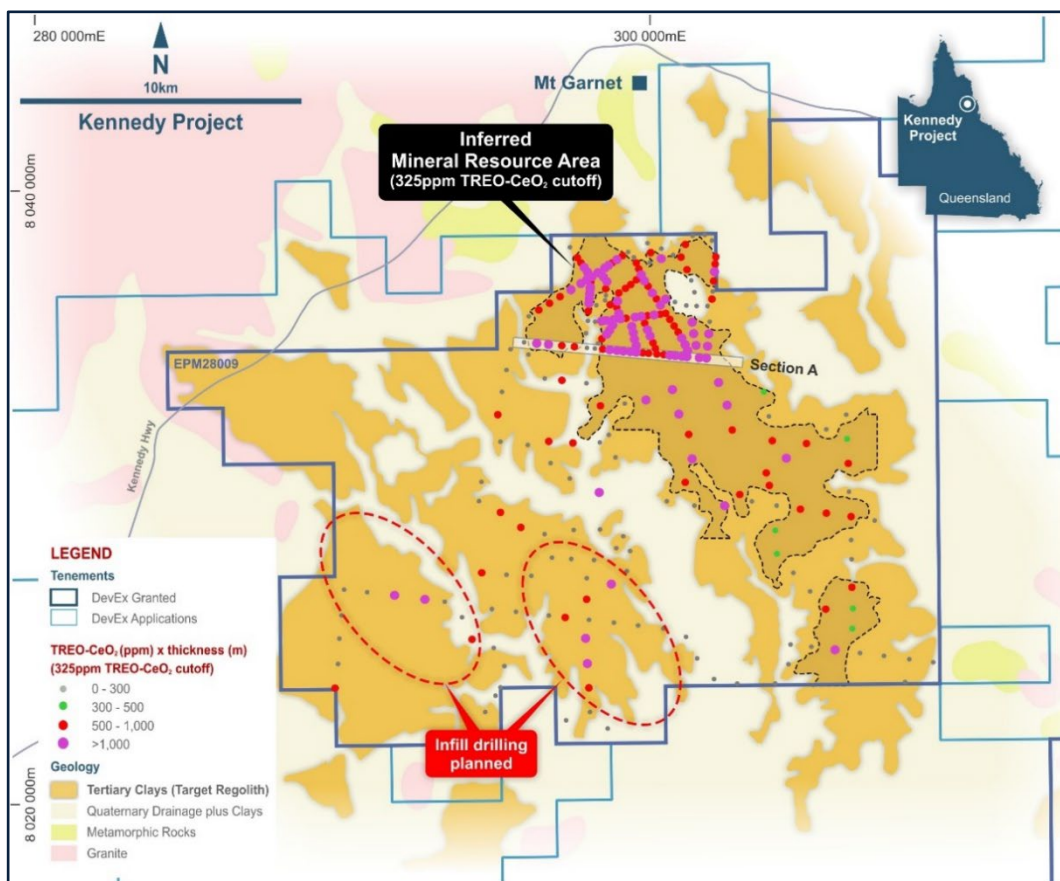 280 000mE
300 000mE
N
10km
Kennedy Project
Mt Garnet
Kennedy
Project
Queensland
Inferred
Mineral Resource Area
(325ppm TREO-CeO₂ cutoff)
8 040 000m
EPM28009
Section A
Kennedy Hwy
LEGEND
Tenements
DevEx Granted
DevEx Applications
TREO-CeO₂ (ppm) x thickness (m)
(325ppm TREO-CeO₂ cutoff)
0 - 300
300 - 500
500 - 1,000
>1,000
Geology
Tertiary Clays (Target Regolith)
Quaternary Drainage plus Clays
Metamorphic Rocks
Granite
Infill drilling
planned
8 020 000m